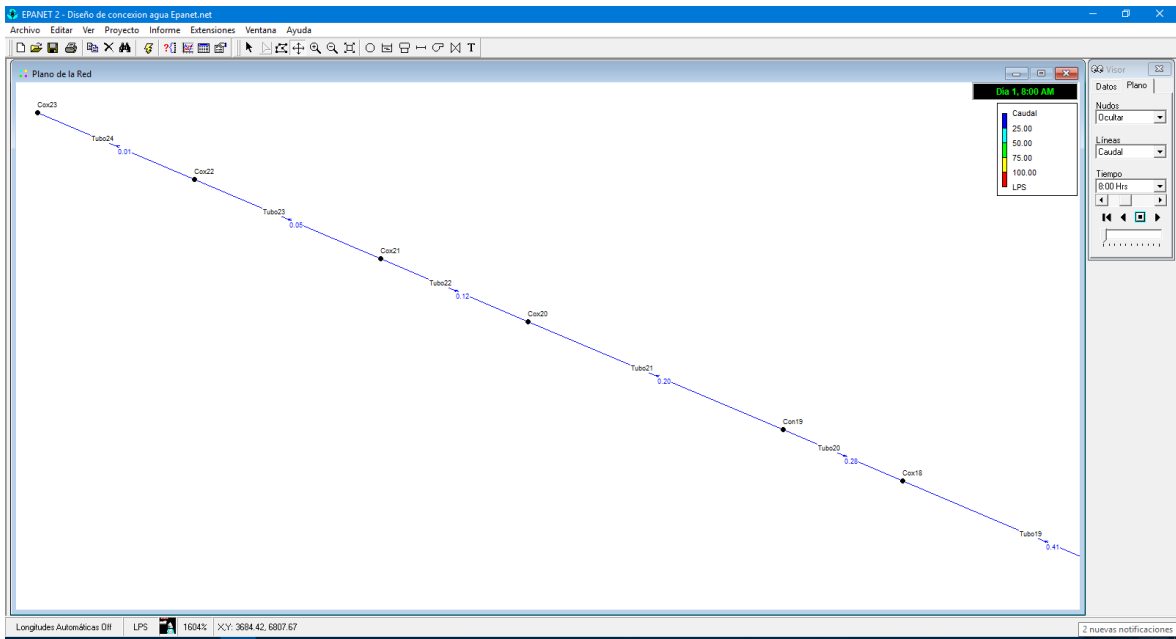 EPANET 2 - Diseño de concexion agua Epanet.net
Archivo Editar Ver Proyecto Informe Extensiones Ventana Ayuda
T
Plano de la Red
Dia 1, 8:00 AM
Caudal
25.00
50.00
75.00
100.00
LPS
Cox23
Tubo24
0.01
Cox22
Tubo23
0.05
Cox21
Tubo22
0.12
Cox20
Tubo21
0.20
Con19
Tubo20
0.28
Cox18
Tubo19
0.41
Visor
Datos Plano
Nudos
Ocultar
Líneas
Caudal
Tiempo
8:00 Hrs
Longitudes Automáticas Off LPS 1604% X,Y: 3684.42, 6807.67
2 nuevas notificaciones